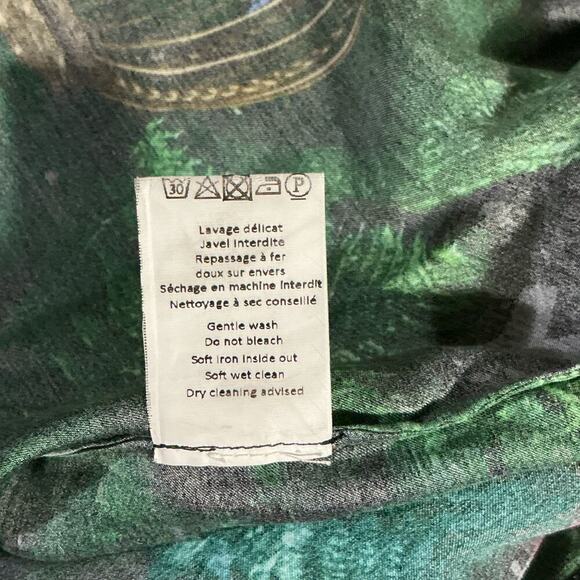 30 P
Lavage délicat
Javel interdite
Repassage à fer
doux sur envers
Séchage en machine interdit
Nettoyage à sec conseillé
Gentle wash
Do not bleach
Soft iron inside out
Soft wet clean
Dry cleaning advised